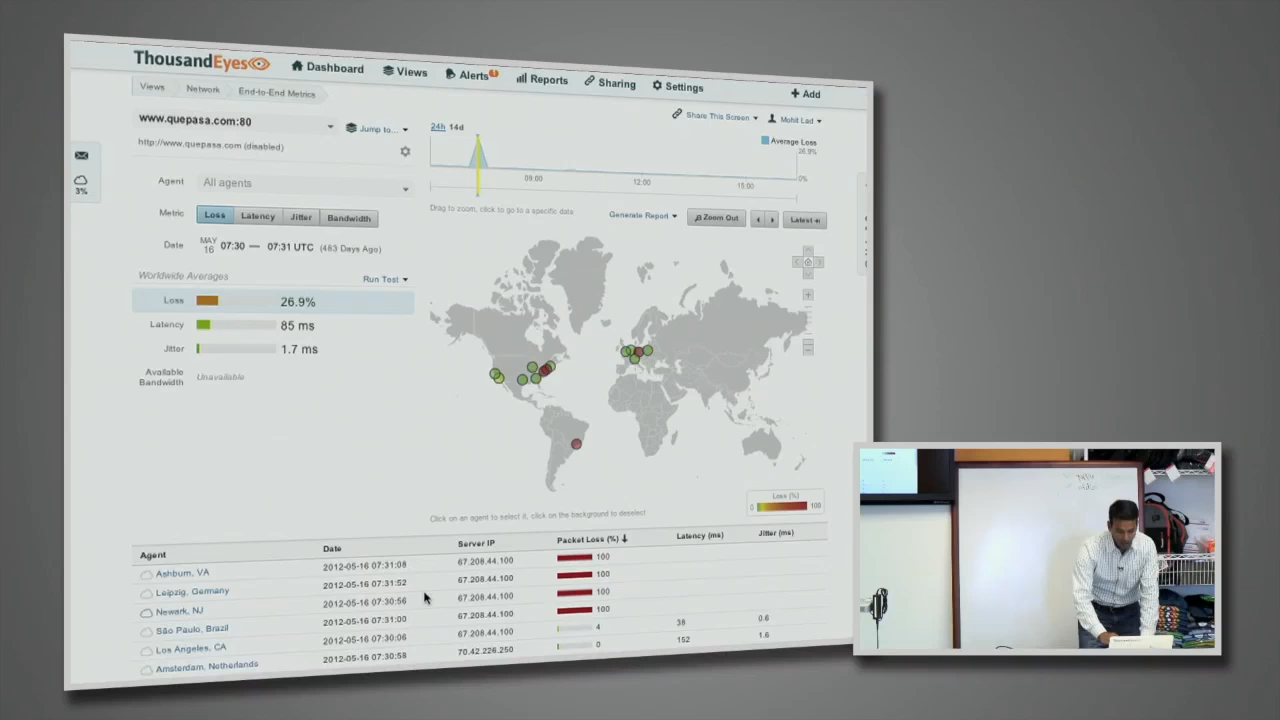 ThousandEyes
Dashboard
Views
Alerts
Reports
Sharing
Settings
Add
Views
Network
End-to-End Metrics
Share This Screen
Mohit Lad
www.quepasa.com:80
Jump to...
http://www.quepasa.com (disabled)
24h 14d
Average Loss
26.9%
0%
09:00
12:00
15:00
3%
Agent
All agents
Drag to zoom, click to go to a specific date
Generate Report
Zoom Out
Latest
Metric
Loss
Latency
Jitter
Bandwidth
Date
MAY 16 07:30 — 07:31 UTC (483 Days Ago)
Worldwide Averages
Run Test
Loss 26.9%
Latency 85 ms
Jitter 1.7 ms
Available Bandwidth
Unavailable
Loss (%)
0 100
Click on an agent to select it, click on the background to deselect
Agent Date Server IP Packet Loss (%) Latency (ms) Jitter (ms)
Ashburn, VA 2012-05-16 07:31:08 67.208.44.100 100
Leipzig, Germany 2012-05-16 07:31:52 67.208.44.100 100
Newark, NJ 2012-05-16 07:30:56 67.208.44.100 100
São Paulo, Brazil 2012-05-16 07:31:00 67.208.44.100 100
Los Angeles, CA 2012-05-16 07:30:06 67.208.44.100 4 38 0.6
Amsterdam, Netherlands 2012-05-16 07:30:58 70.42.226.250 0 152 1.6